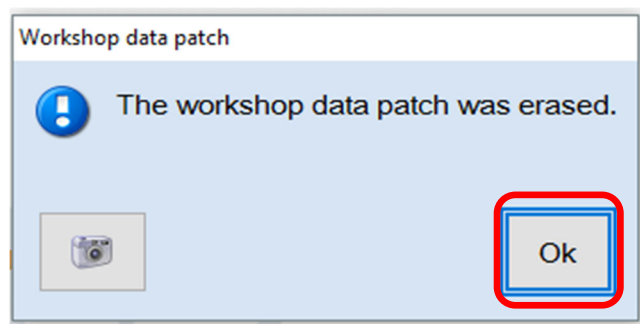 Workshop data patch
The workshop data patch was erased.
Ok